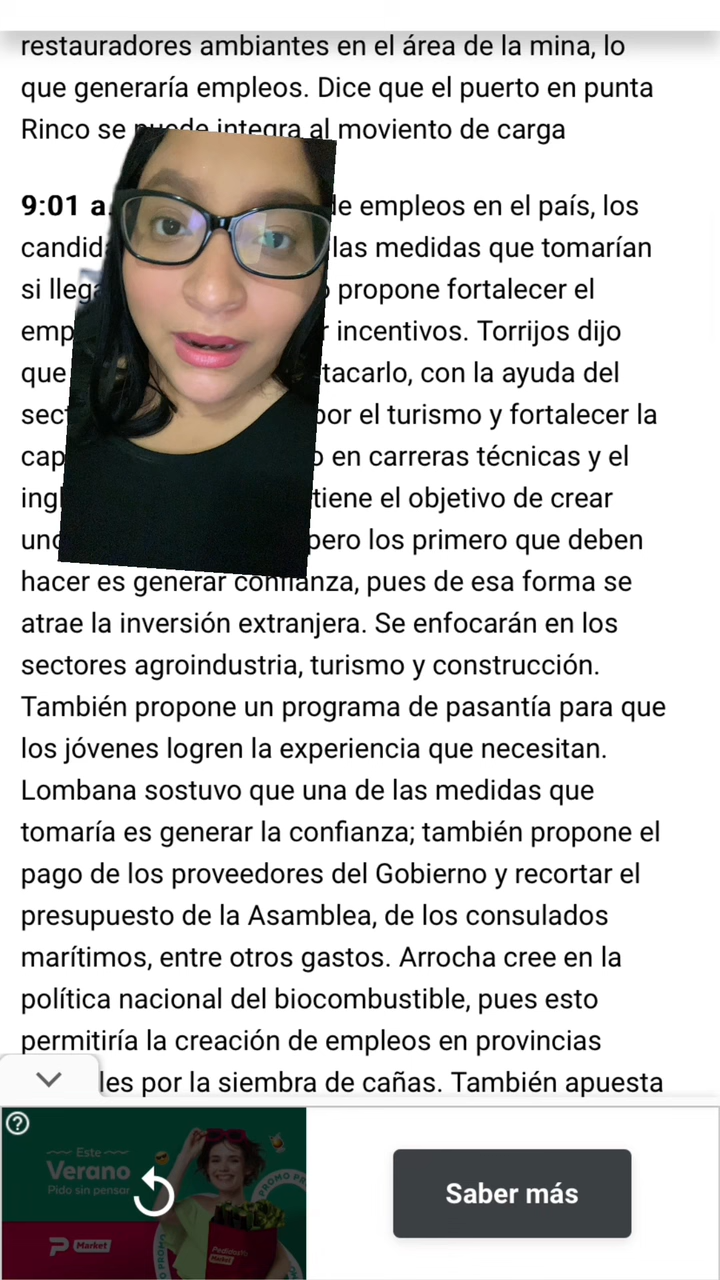 restauradores ambiantes en el área de la mina, lo
que generaría empleos. Dice que el puerto en punta
Rinco se puede integra al moviento de carga
9:01 a. de empleos en el país, los
las medidas que tomarían
si propone fortalecer el
incentivos. Torrijos dijo
que tacarlo, con la ayuda del
por el turismo y fortalecer la
en carreras técnicas y el
tiene el objetivo de crear
pero los primero que deben
hacer es generar confianza, pues de esa forma se
atrae la inversión extranjera. Se enfocarán en los
sectores agroindustria, turismo y construcción.
También propone un programa de pasantía para que
los jóvenes logren la experiencia que necesitan.
Lombana sostuvo que una de las medidas que
tomaría es generar la confianza; también propone el
pago de los proveedores del Gobierno y recortar el
presupuesto de la Asamblea, de los consulados
marítimos, entre otros gastos. Arrocha cree en la
política nacional del biocombustible, pues esto
permitiría la creación de empleos en provincias
les por la siembra de cañas. También apuesta
Este
Verano
Pido sin pensar
Market
PROMO
PedidosYa
Market
Saber más